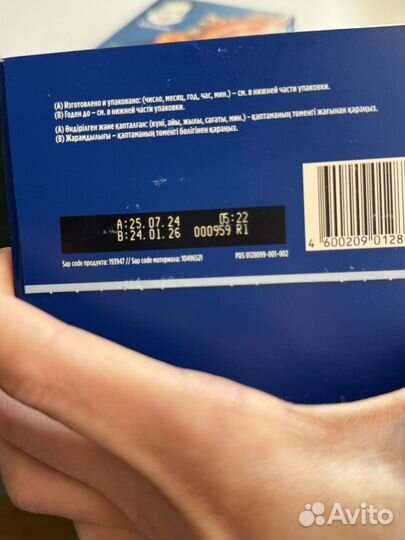 (A) Изготовлено и упаковано: (число, месяц, год, час, мин.) – см. в нижней части упаковки.
(B) Годен до – см. в нижней части упаковки.
(A) Өндірілген және қапталған: (күні, айы, жылы, сағаты, мин.) - қаптаманың төменгі жағынан қараңыз.
(B) Жарамдылығы – қаптаманың төменгі бөлігінен қараңыз.
A:25.07.24 05:22
B:24.01.26 000959 R1
Sap code продукта: 193947 // Sap code материала: 10496521 PDS 0128099-001-002
4 600209 0128
Avito